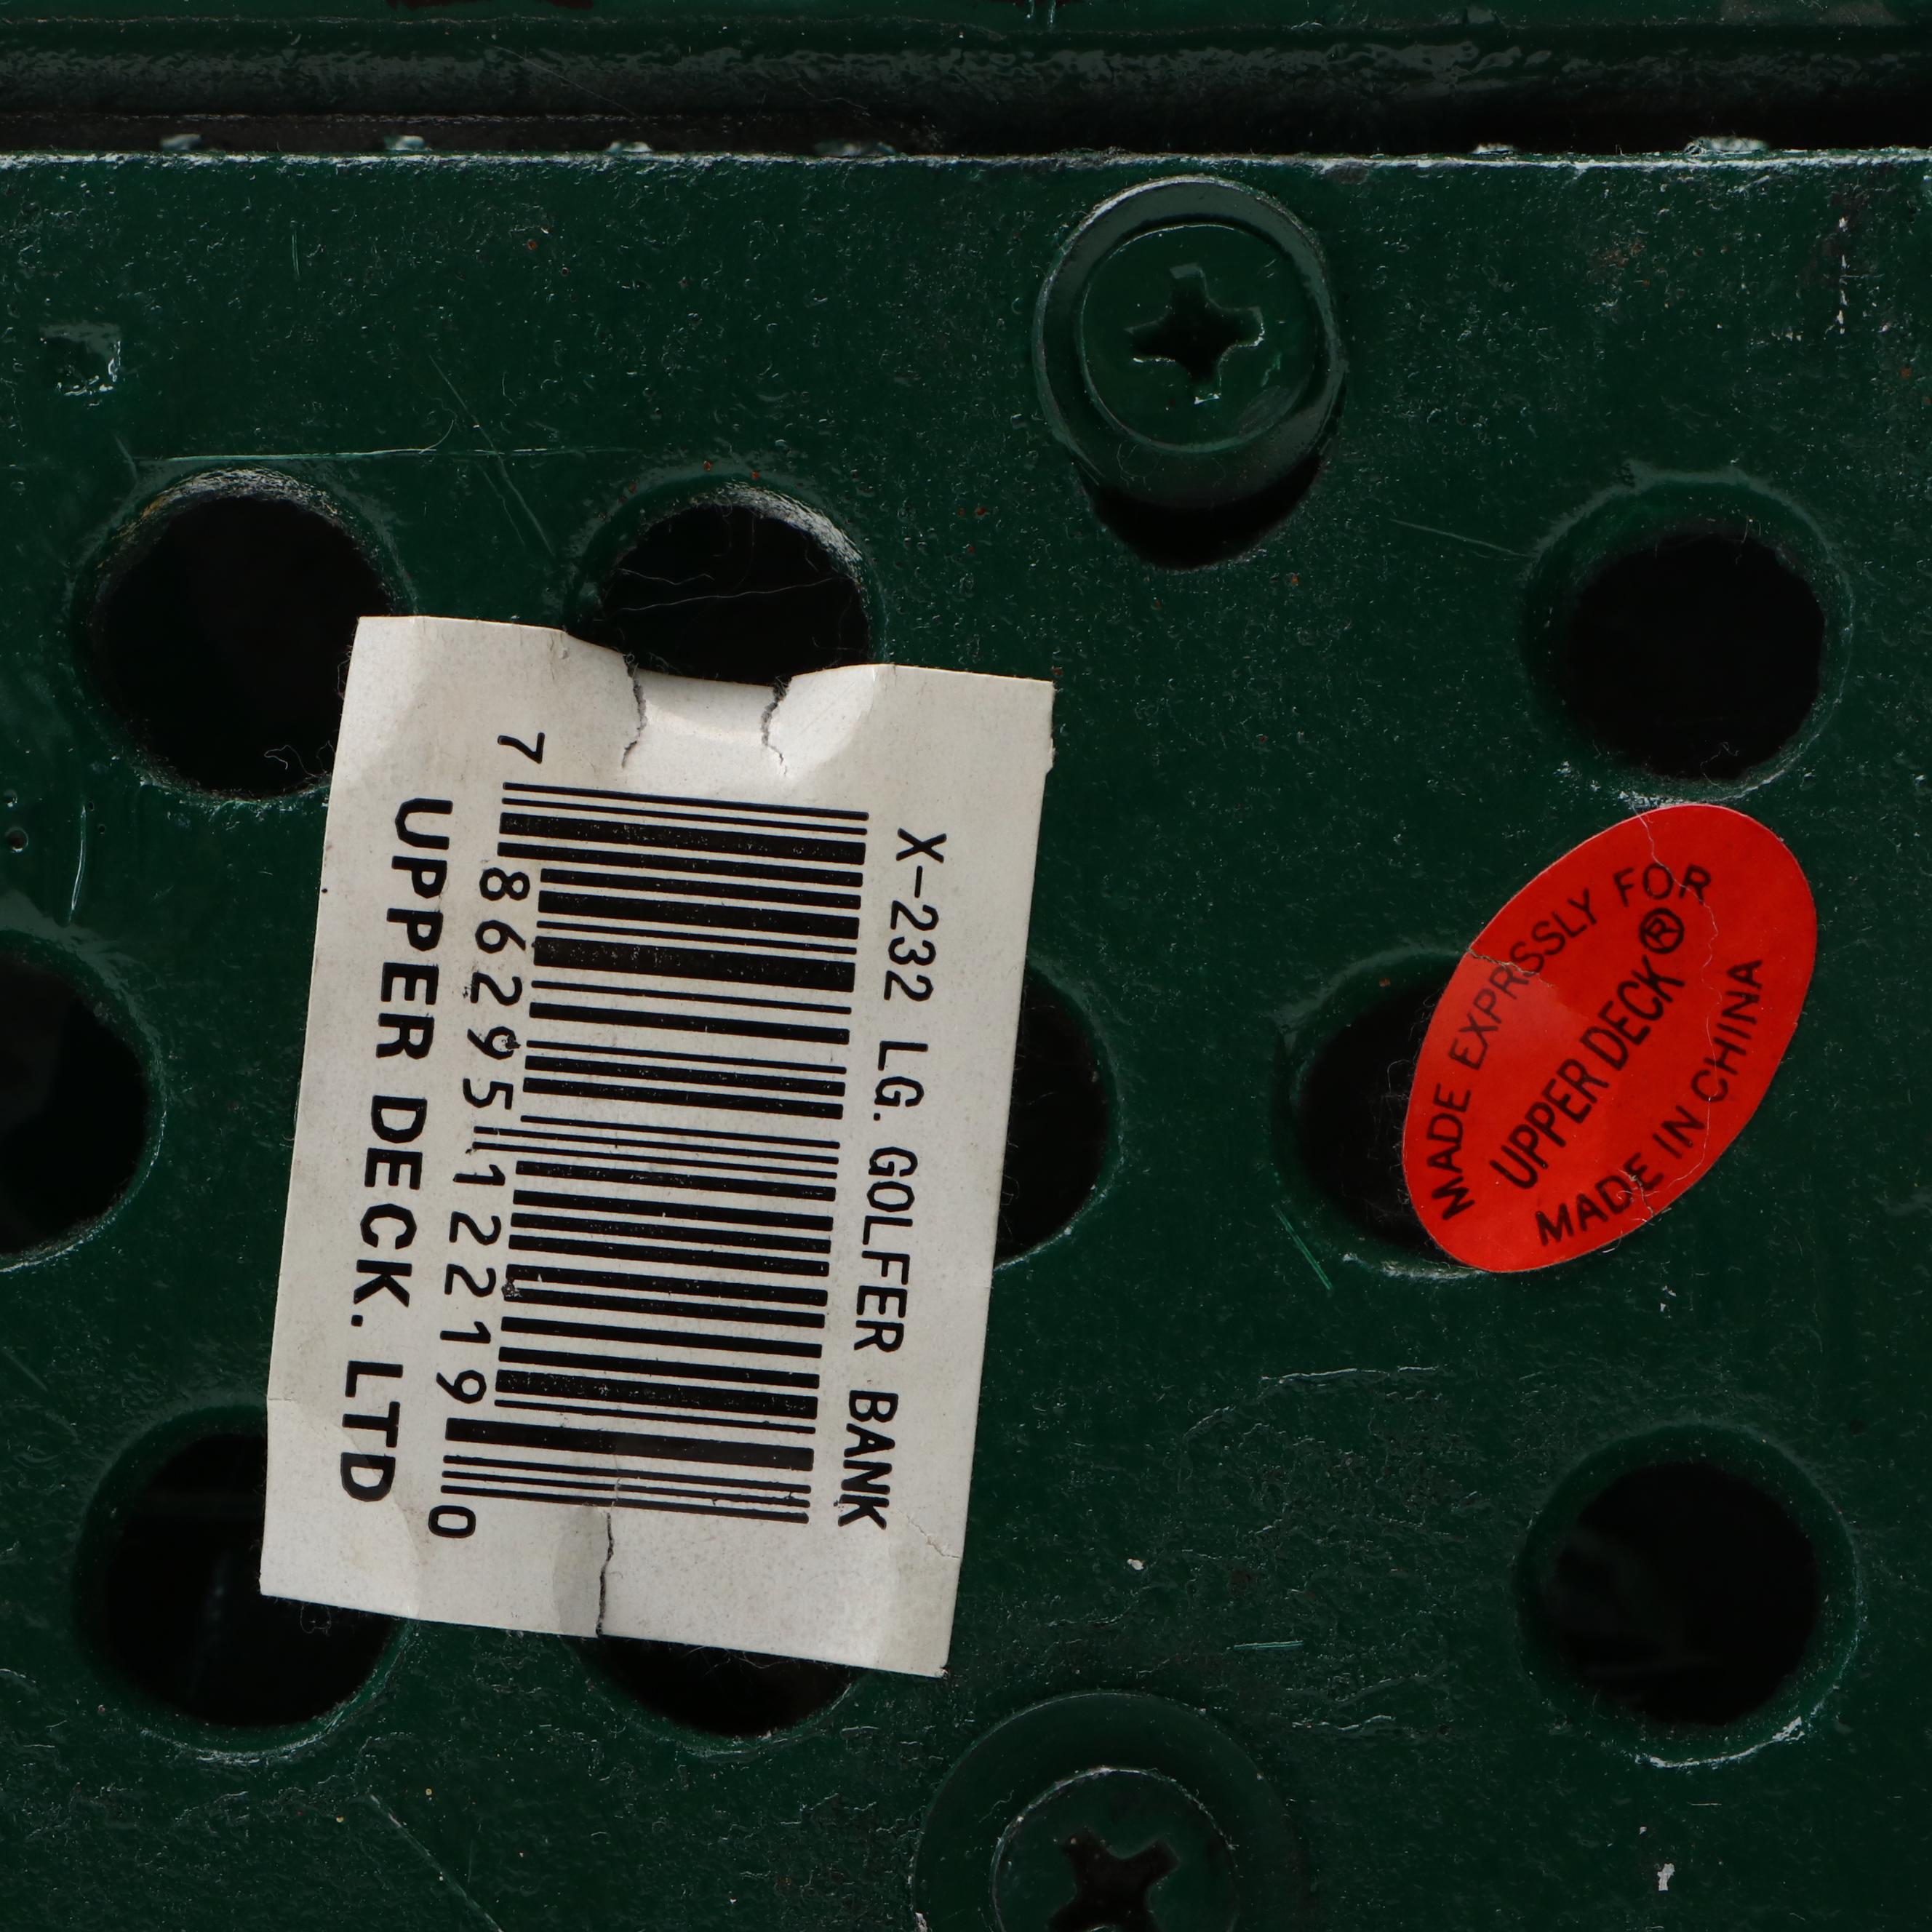 X-232 LG. GOLFER BANK
7 86295 12219 0
UPPER DECK. LTD
MADE EXPRSSLY FOR
UPPER DECK®
MADE IN CHINA